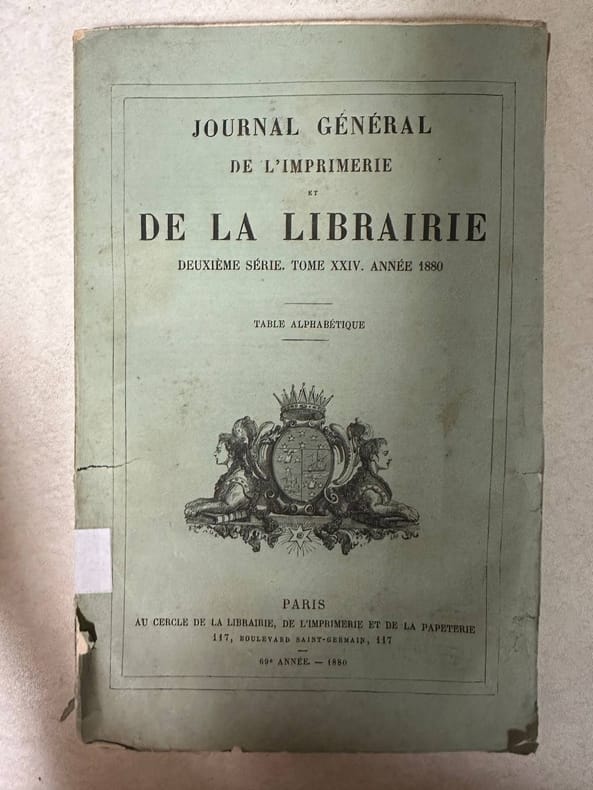 JOURNAL GÉNÉRAL
DE L'IMPRIMERIE
ET
DE LA LIBRAIRIE
DEUXIÈME SÉRIE. TOME XXIV. ANNÉE 1880
TABLE ALPHABÉTIQUE
PARIS
AU CERCLE DE LA LIBRAIRIE, DE L'IMPRIMERIE ET DE LA PAPETERIE
117, BOULEVARD SAINT-GERMAIN, 117
69e ANNÉE. — 1880